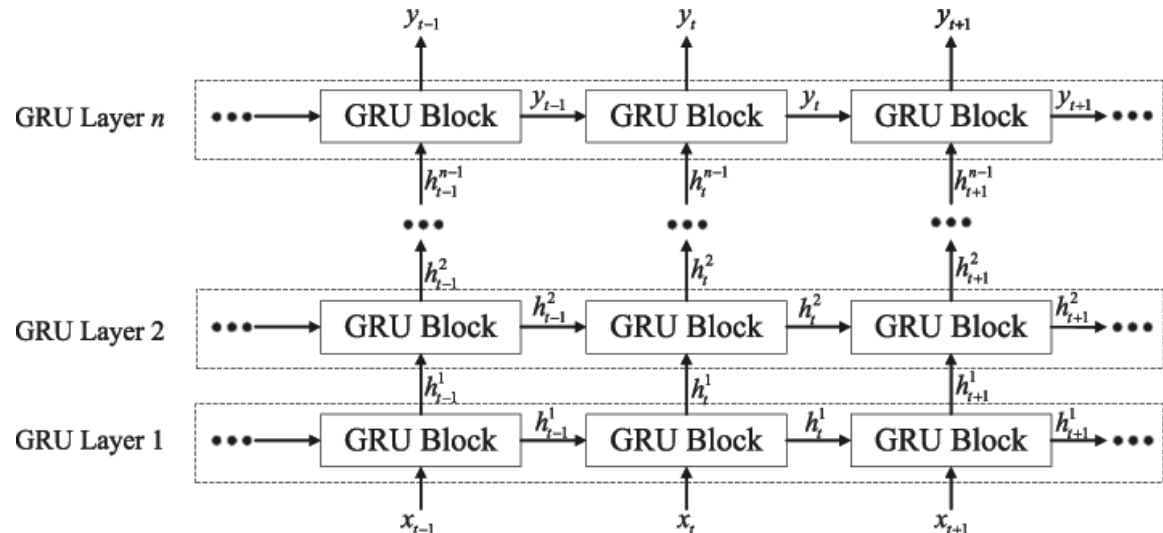 y_{t-1} y_t y_{t+1}
GRU Layer n ••• GRU Block y_{t-1} GRU Block y_t GRU Block y_{t+1} •••
h_{t-1}^{n-1} h_t^{n-1} h_{t+1}^{n-1}
••• ••• •••
h_{t-1}^2 h_t^2 h_{t+1}^2
GRU Layer 2 ••• GRU Block h_{t-1}^2 GRU Block h_t^2 GRU Block h_{t+1}^2 •••
h_{t-1}^1 h_t^1 h_{t+1}^1
GRU Layer 1 ••• GRU Block h_{t-1}^1 GRU Block h_t^1 GRU Block h_{t+1}^1 •••
x_{t-1} x_t x_{t+1}